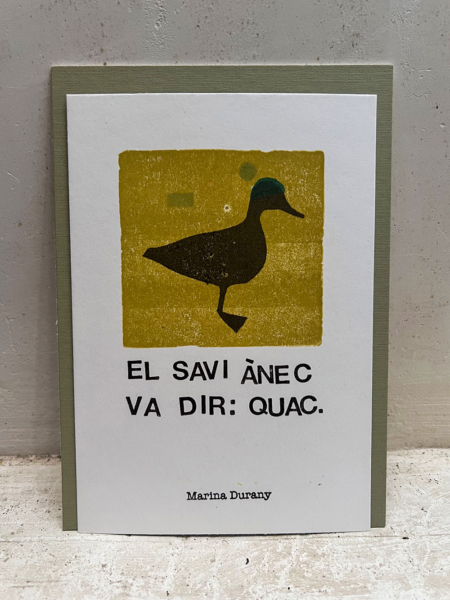 EL SAVI ÀNEC
VA DIR: QUAC.
Marina Durany